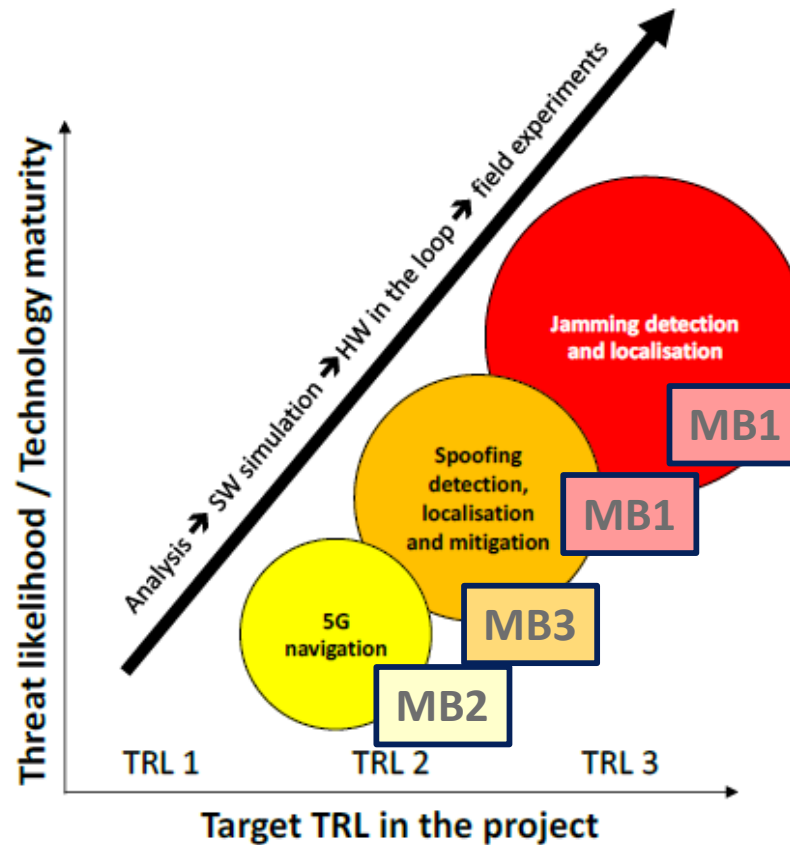 Threat likelihood / Technology maturity
Analysis ➔ SW simulation ➔ HW in the loop ➔ field experiments
Jamming detection
and localisation
MB1
Spoofing
detection,
localisation
and mitigation
MB1
MB3
5G
navigation
MB2
TRL 1
TRL 2
TRL 3
Target TRL in the project